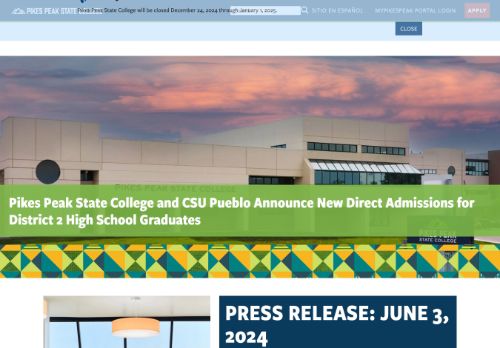 PIKES PEAK STATE
Pikes Peak State College will be closed December 24, 2024 through January 1, 2025.
SITIO EN ESPAÑOL
MYPIKESPEAK PORTAL LOGIN
APPLY
CLOSE
PIKES PEAK STATE COLLEGE
Pikes Peak State College and CSU Pueblo Announce New Direct Admissions for
District 2 High School Graduates
PIKES PEAK
STATE COLLEGE
PRESS RELEASE: JUNE 3,
2024